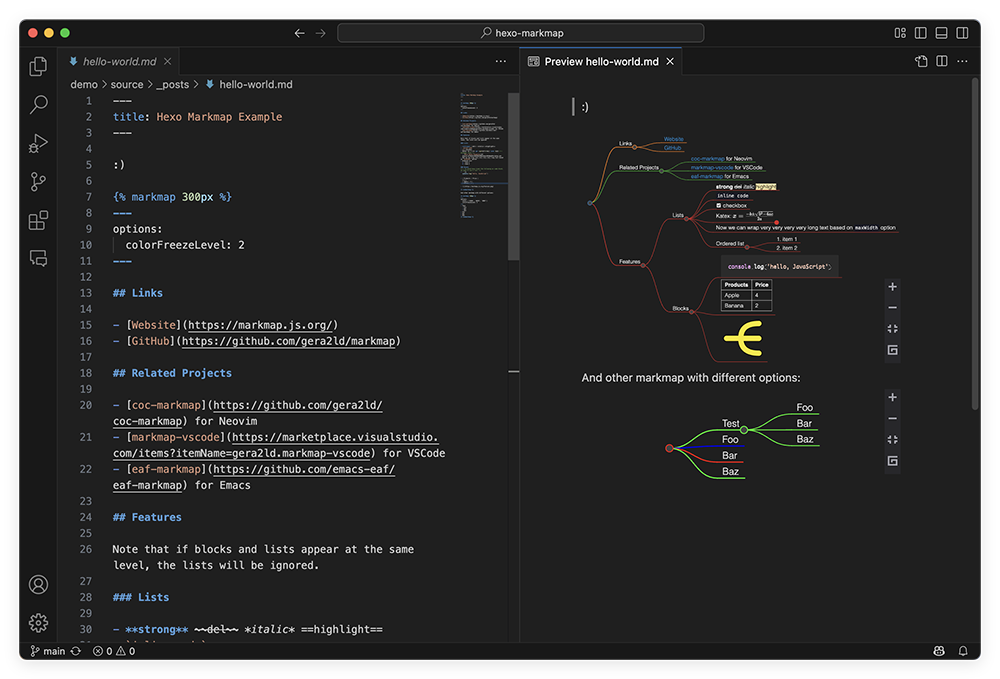 hexo-markmap
hello-world.md
Preview hello-world.md
demo > source > _posts > hello-world.md
1 ---
2 title: Hexo Markmap Example
3 ---
4
5 :)
6
7 {% markmap 300px %}
8 ---
9 options:
10 colorFreezeLevel: 2
11 ---
12
13 ## Links
14
15 - [Website](https://markmap.js.org/)
16 - [GitHub](https://github.com/gera2ld/markmap)
17
18 ## Related Projects
19
20 - [coc-markmap](https://github.com/gera2ld/
coc-markmap) for Neovim
21 - [markmap-vscode](https://marketplace.visualstudio.
com/items?itemName=gera2ld.markmap-vscode) for VSCode
22 - [eaf-markmap](https://github.com/emacs-eaf/
eaf-markmap) for Emacs
23
24 ## Features
25
26 Note that if blocks and lists appear at the same
level, the lists will be ignored.
27
28 ### Lists
29
30 - **strong** ~~del~~ *italic* ==highlight==
:)
Links
Website
GitHub
Related Projects
coc-markmap for Neovim
markmap-vscode for VSCode
eaf-markmap for Emacs
Features
Lists
strong del italic highlight
inline code
checkbox
Katex: x =
Now we can wrap very very very very long text based on maxWidth option
Ordered list
1. item 1
2. item 2
Blocks
console.log('hello, JavaScript')
Products Price
Apple 4
Banana 2
And other markmap with different options:
Test
Foo
Bar
Baz
Foo
Bar
Baz
main 0 0